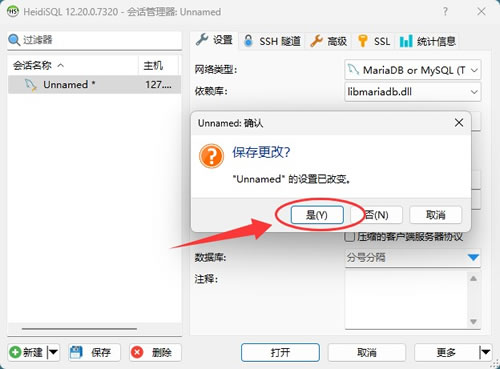 HeidiSQL 12.20.0.7320 - 会话管理器: Unnamed
过滤器
会话名称
主机
Unnamed *
127....
设置
SSH 隧道
高级
SSL
统计信息
网络类型:
MariaDB or MySQL (T
依赖库:
libmariadb.dll
Unnamed: 确认
保存更改?
"Unnamed" 的设置已改变。
是(Y)
否(N)
取消
压缩的客户端服务器协议
数据库:
分号分隔
注释:
新建
保存
删除
打开
取消
更多